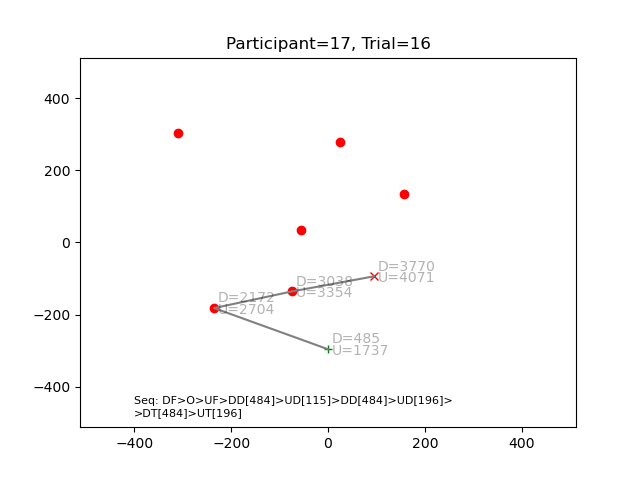 Participant=17, Trial=16
400
200
0
−200
−400
D=3770
U=4071
D=3038
U=3354
D=2172
U=2704
D=485
U=1737
Seq: DF>O>UF>DD[484]>UD[115]>DD[484]>UD[196]>
>DT[484]>UT[196]
−400
−200
0
200
400